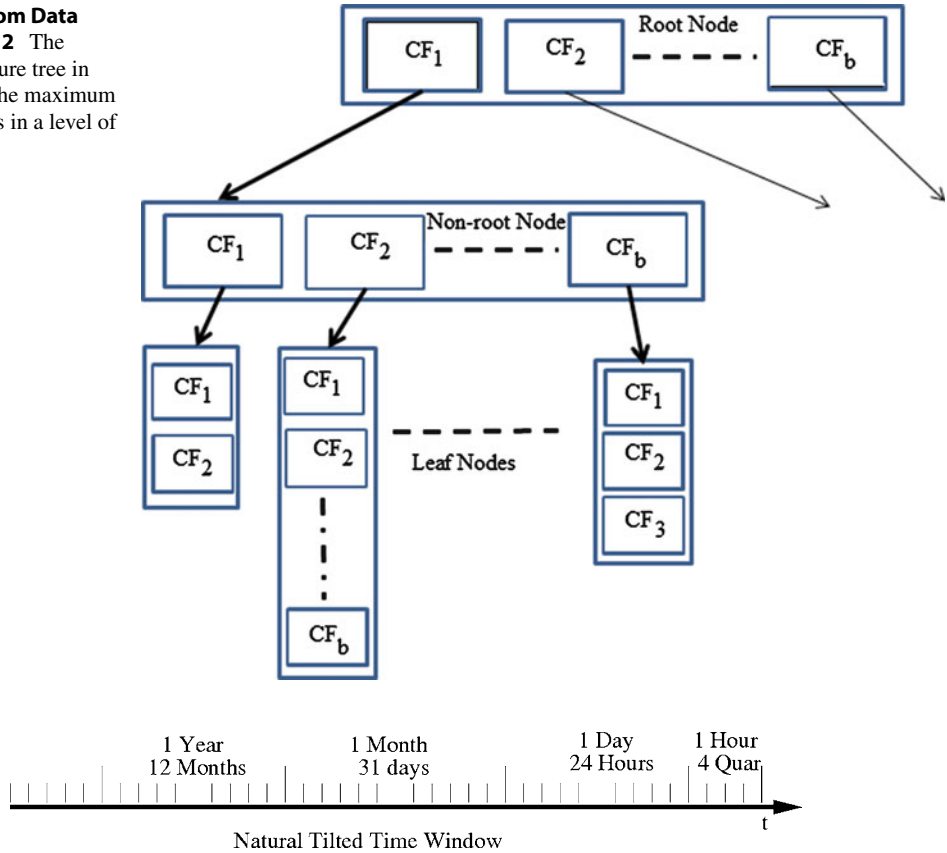 om Data
2 The
ure tree in
he maximum
s in a level of
Root Node
CF1 CF2 CFb
Non-root Node
CF1 CF2 CFb
CF1 CF1 CF1
CF2 CF2 CF2
Leaf Nodes
CF3
CFb
1 Year 1 Month 1 Day 1 Hour
12 Months 31 days 24 Hours 4 Quar
t
Natural Tilted Time Window